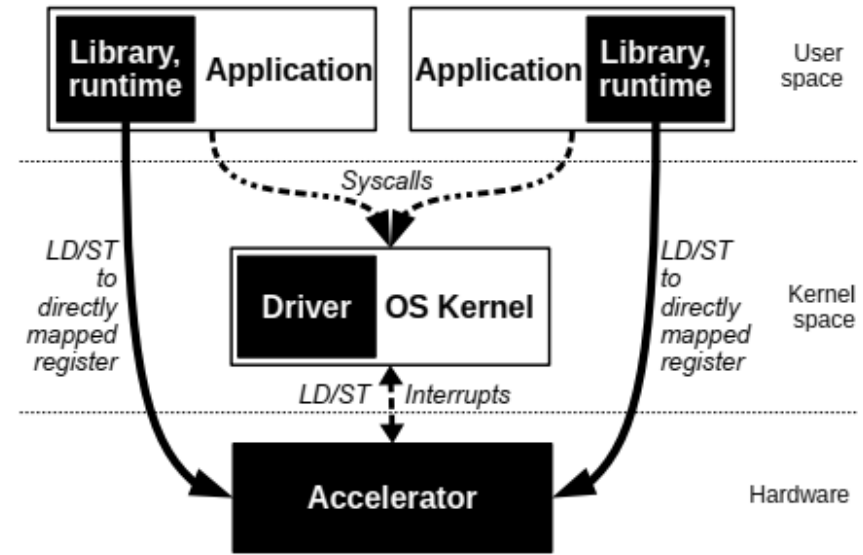 Library,
runtime
Application
Application
Library,
runtime
User
space
Syscalls
LD/ST
to
directly
mapped
register
Driver
OS Kernel
LD/ST
to
directly
mapped
register
Kernel
space
LD/ST
Interrupts
Accelerator
Hardware